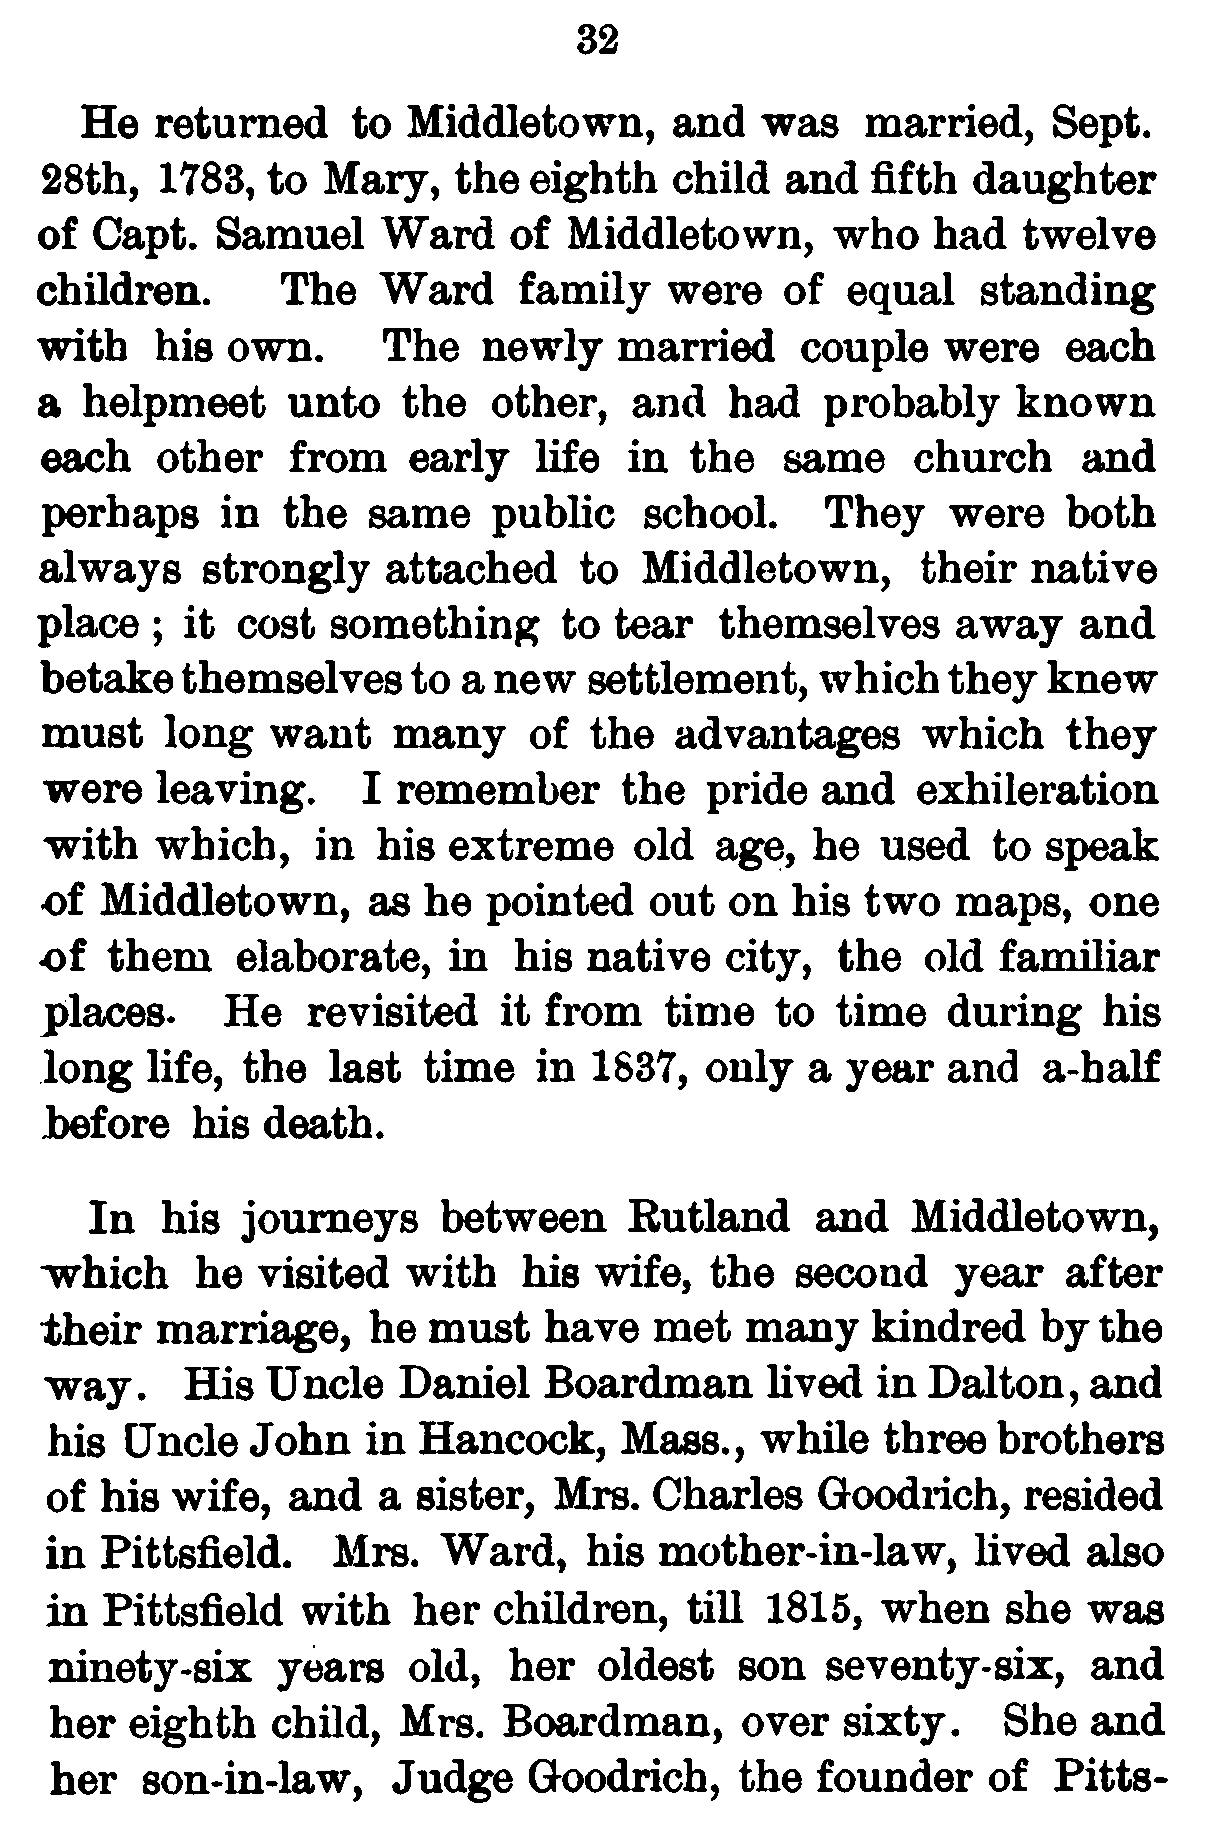 32
He returned to Middletown, and was married, Sept.
28th, 1783, to Mary, the eighth child and fifth daughter
of Capt. Samuel Ward of Middletown, who had twelve
children. The Ward family were of equal standing
with his own. The newly married couple were each
a helpmeet unto the other, and had probably known
each other from early life in the same church and
perhaps in the same public school. They were both
always strongly attached to Middletown, their native
place ; it cost something to tear themselves away and
betake themselves to a new settlement, which they knew
must long want many of the advantages which they
were leaving. I remember the pride and exhileration
with which, in his extreme old age, he used to speak
of Middletown, as he pointed out on his two maps, one
of them elaborate, in his native city, the old familiar
places. He revisited it from time to time during his
long life, the last time in 1837, only a year and a-half
before his death.
In his journeys between Rutland and Middletown,
which he visited with his wife, the second year after
their marriage, he must have met many kindred by the
way. His Uncle Daniel Boardman lived in Dalton, and
his Uncle John in Hancock, Mass., while three brothers
of his wife, and a sister, Mrs. Charles Goodrich, resided
in Pittsfield. Mrs. Ward, his mother-in-law, lived also
in Pittsfield with her children, till 1815, when she was
ninety-six years old, her oldest son seventy-six, and
her eighth child, Mrs. Boardman, over sixty. She and
her son-in-law, Judge Goodrich, the founder of Pitts-